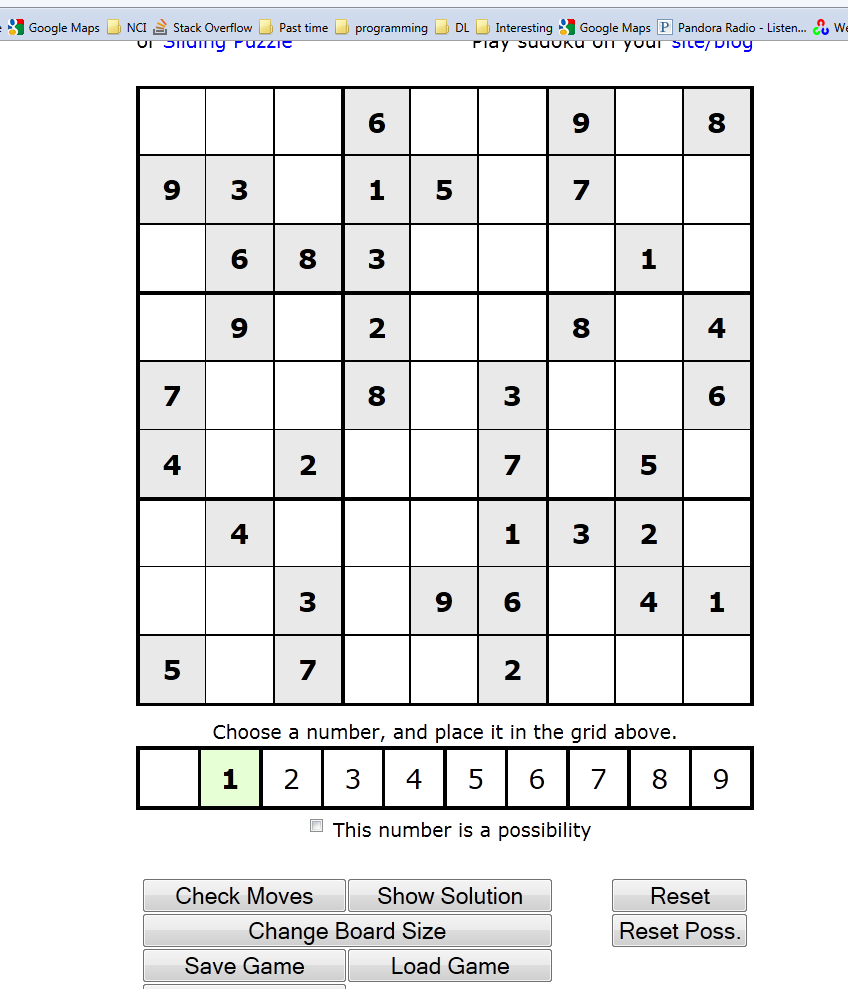 Google Maps NCI Stack Overflow Past time programming DL Interesting Google Maps Pandora Radio - Listen... We
or Sliding Puzzle Play sudoku on your site/blog
6 9 8
9 3 1 5 7
6 8 3 1
9 2 8 4
7 8 3 6
4 2 7 5
4 1 3 2
3 9 6 4 1
5 7 2
Choose a number, and place it in the grid above.
1 2 3 4 5 6 7 8 9
This number is a possibility
Check Moves Show Solution Reset
Change Board Size Reset Poss.
Save Game Load Game